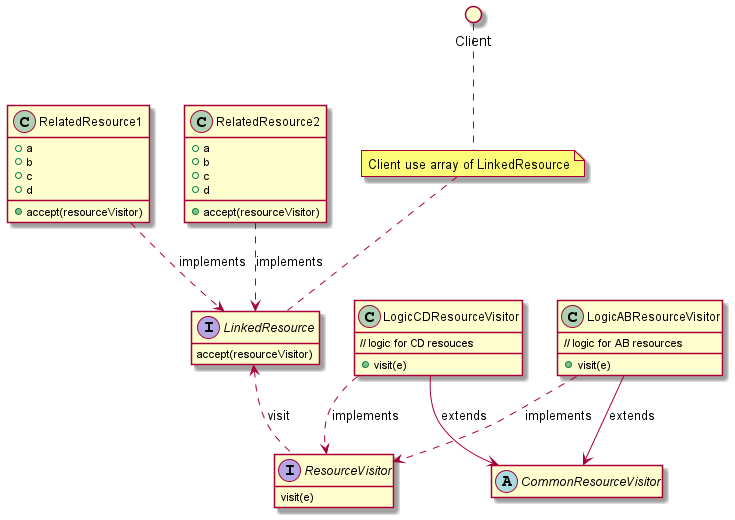 Client
C RelatedResource1
a
b
c
d
accept(resourceVisitor)
C RelatedResource2
a
b
c
d
accept(resourceVisitor)
Client use array of LinkedResource
implements
implements
I LinkedResource
accept(resourceVisitor)
C LogicCDResourceVisitor
// logic for CD resouces
visit(e)
C LogicABResourceVisitor
// logic for AB resources
visit(e)
visit
implements
extends
implements
extends
I ResourceVisitor
visit(e)
A CommonResourceVisitor